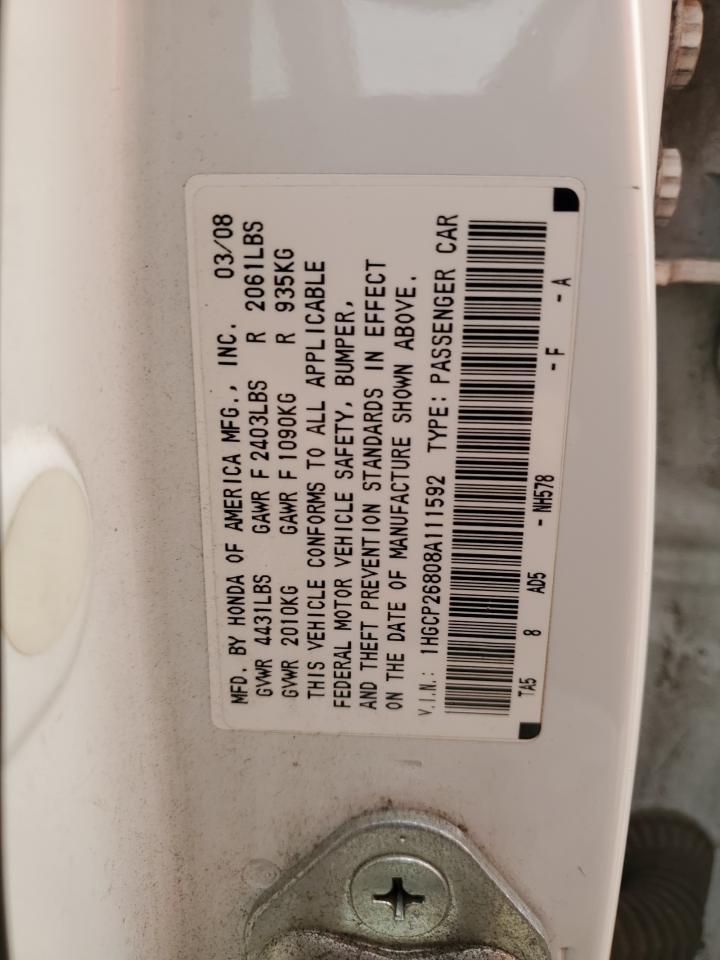 MFD. BY HONDA OF AMERICA MFG., INC. 03/08
GVWR 4431LBS GAWR F 2403LBS R 2061LBS
GVWR 2010KG GAWR F 1090KG R 935KG
THIS VEHICLE CONFORMS TO ALL APPLICABLE
FEDERAL MOTOR VEHICLE SAFETY, BUMPER,
AND THEFT PREVENTION STANDARDS IN EFFECT
ON THE DATE OF MANUFACTURE SHOWN ABOVE.
V.I.N.: 1HGCP26808A111592 TYPE: PASSENGER CAR
TA5 8 AD5 - NH578 - F - A